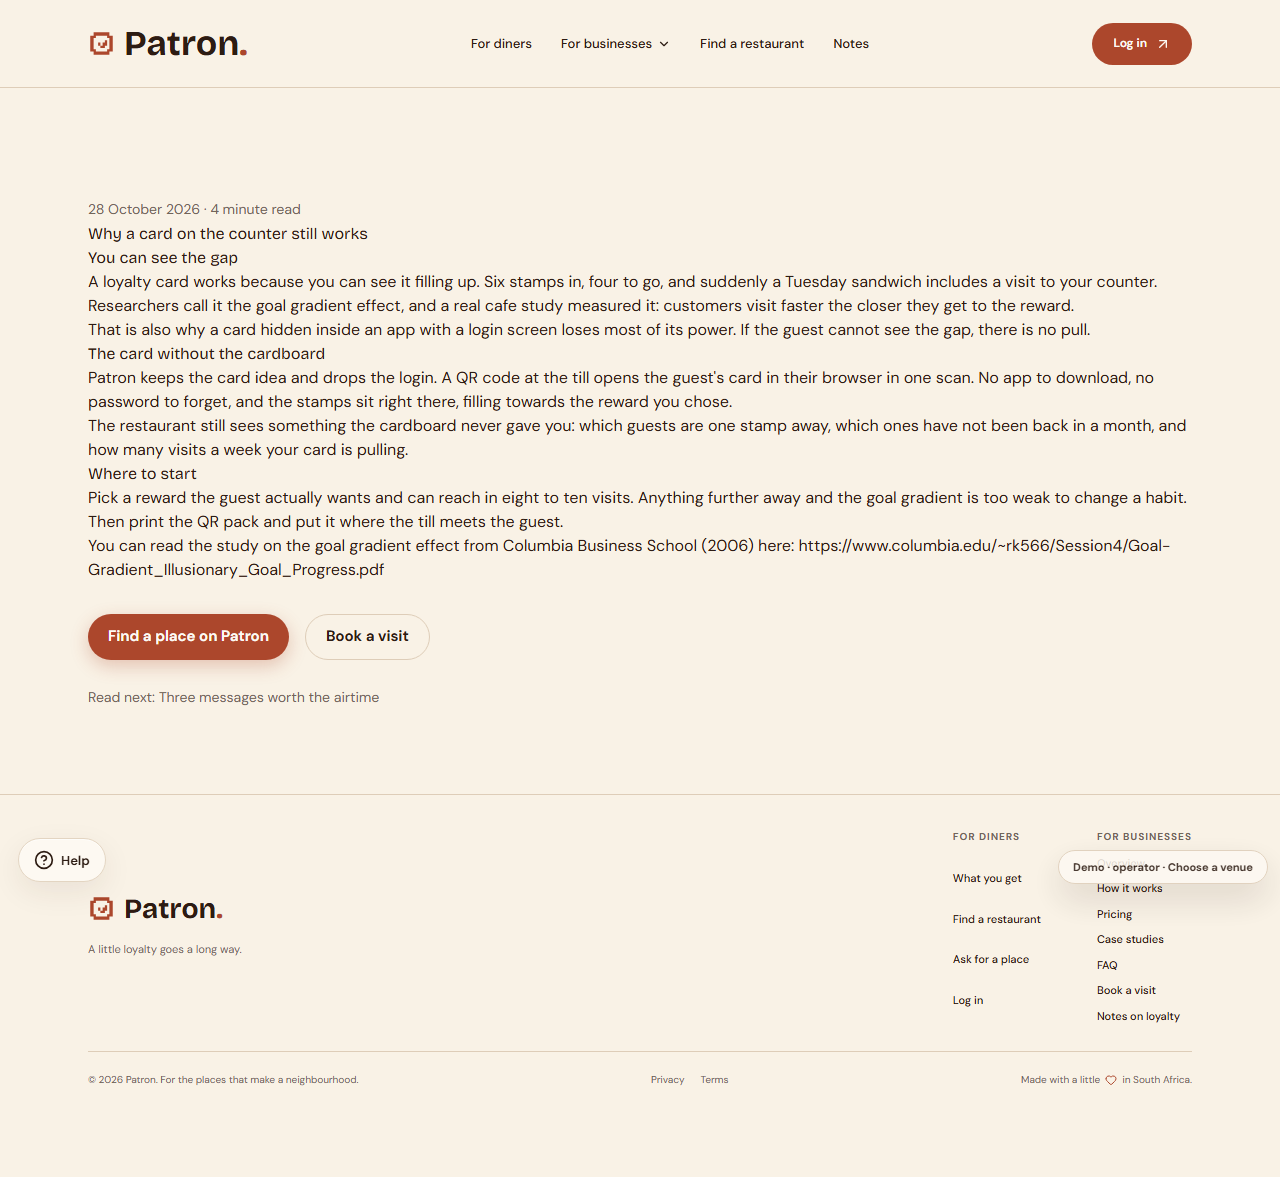 Patron.
For diners
For businesses
Find a restaurant
Notes
Log in
28 October 2026 · 4 minute read
Why a card on the counter still works
You can see the gap
A loyalty card works because you can see it filling up. Six stamps in, four to go, and suddenly a Tuesday sandwich includes a visit to your counter.
Researchers call it the goal gradient effect, and a real cafe study measured it: customers visit faster the closer they get to the reward.
That is also why a card hidden inside an app with a login screen loses most of its power. If the guest cannot see the gap, there is no pull.
The card without the cardboard
Patron keeps the card idea and drops the login. A QR code at the till opens the guest's card in their browser in one scan. No app to download, no
password to forget, and the stamps sit right there, filling towards the reward you chose.
The restaurant still sees something the cardboard never gave you: which guests are one stamp away, which ones have not been back in a month, and
how many visits a week your card is pulling.
Where to start
Pick a reward the guest actually wants and can reach in eight to ten visits. Anything further away and the goal gradient is too weak to change a habit.
Then print the QR pack and put it where the till meets the guest.
You can read the study on the goal gradient effect from Columbia Business School (2006) here: https://www.columbia.edu/~rk566/Session4/Goal-
Gradient_Illusionary_Goal_Progress.pdf
Find a place on Patron
Book a visit
Read next: Three messages worth the airtime
Help
Patron.
A little loyalty goes a long way.
FOR DINERS
What you get
Find a restaurant
Ask for a place
Log in
FOR BUSINESSES
Overview
Demo · operator · Choose a venue
How it works
Pricing
Case studies
FAQ
Book a visit
Notes on loyalty
© 2026 Patron. For the places that make a neighbourhood.
Privacy
Terms
Made with a little
in South Africa.